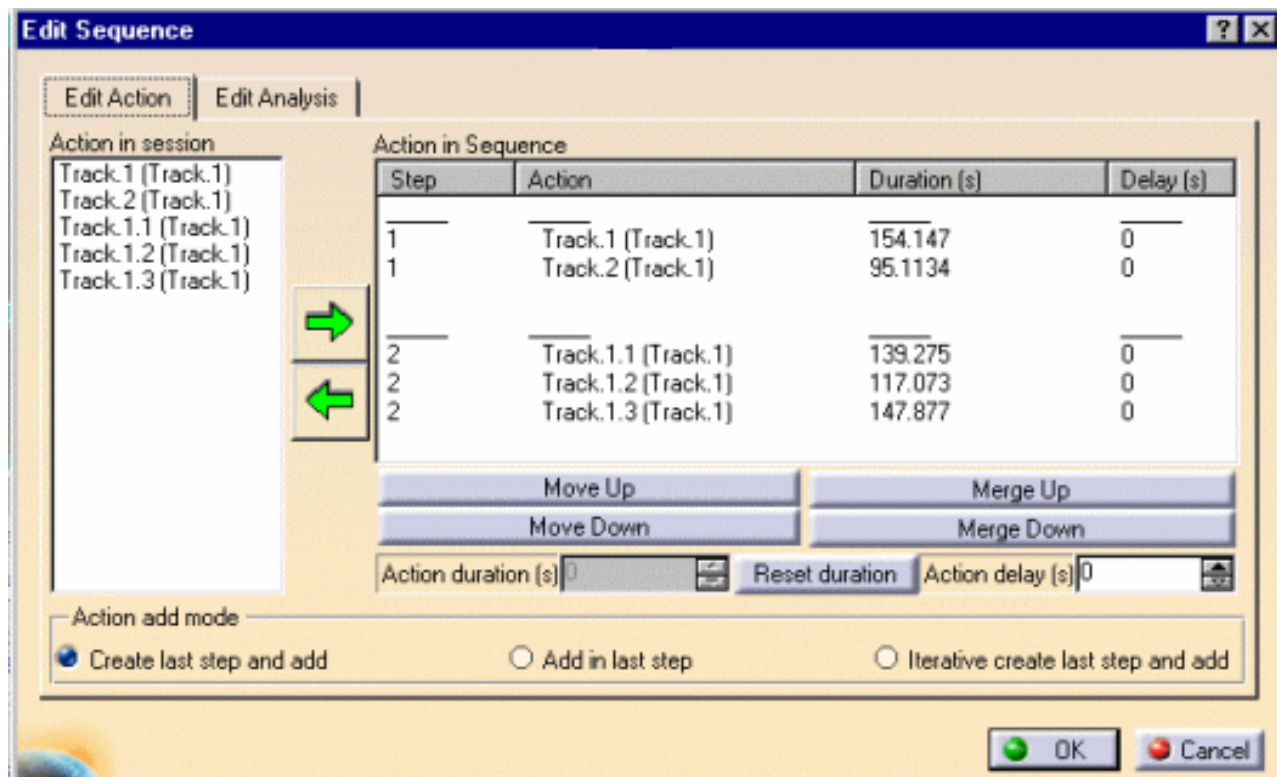 Edit Sequence
Edit Action
Edit Analysis
Action in session
Track.1 (Track.1)
Track.2 (Track.1)
Track.1.1 (Track.1)
Track.1.2 (Track.1)
Track.1.3 (Track.1)
Action in Sequence
Step Action Duration (s) Delay (s)
1 Track.1 (Track.1) 154.147 0
1 Track.2 (Track.1) 95.1134 0
2 Track.1.1 (Track.1) 139.275 0
2 Track.1.2 (Track.1) 117.073 0
2 Track.1.3 (Track.1) 147.877 0
Move Up Merge Up
Move Down Merge Down
Action duration (s) 0 Reset duration Action delay (s) 0
Action add mode
Create last step and add Add in last step Iterative create last step and add
OK Cancel